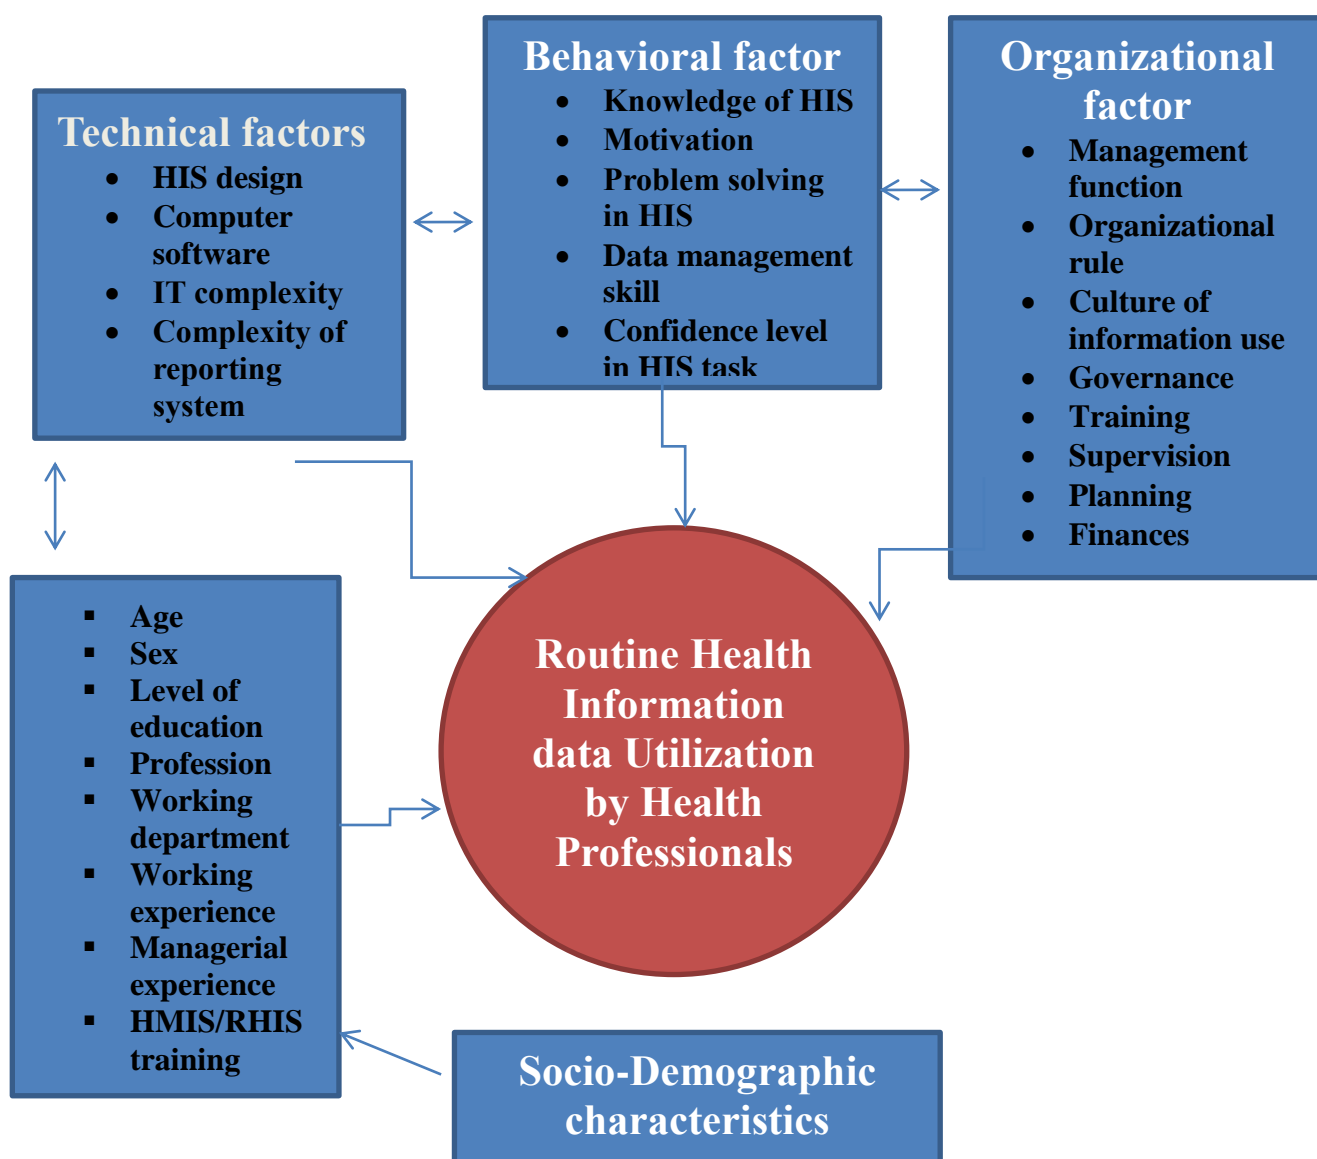 Technical factors
• HIS design
• Computer
software
• IT complexity
• Complexity of
reporting
system
Behavioral factor
• Knowledge of HIS
• Motivation
• Problem solving
in HIS
• Data management
skill
• Confidence level
in HIS task
Organizational
factor
• Management
function
• Organizational
rule
• Culture of
information use
• Governance
• Training
• Supervision
• Planning
• Finances
▪ Age
▪ Sex
▪ Level of
education
▪ Profession
▪ Working
department
▪ Working
experience
▪ Managerial
experience
▪ HMIS/RHIS
training
Routine Health
Information
data Utilization
by Health
Professionals
Socio-Demographic
characteristics